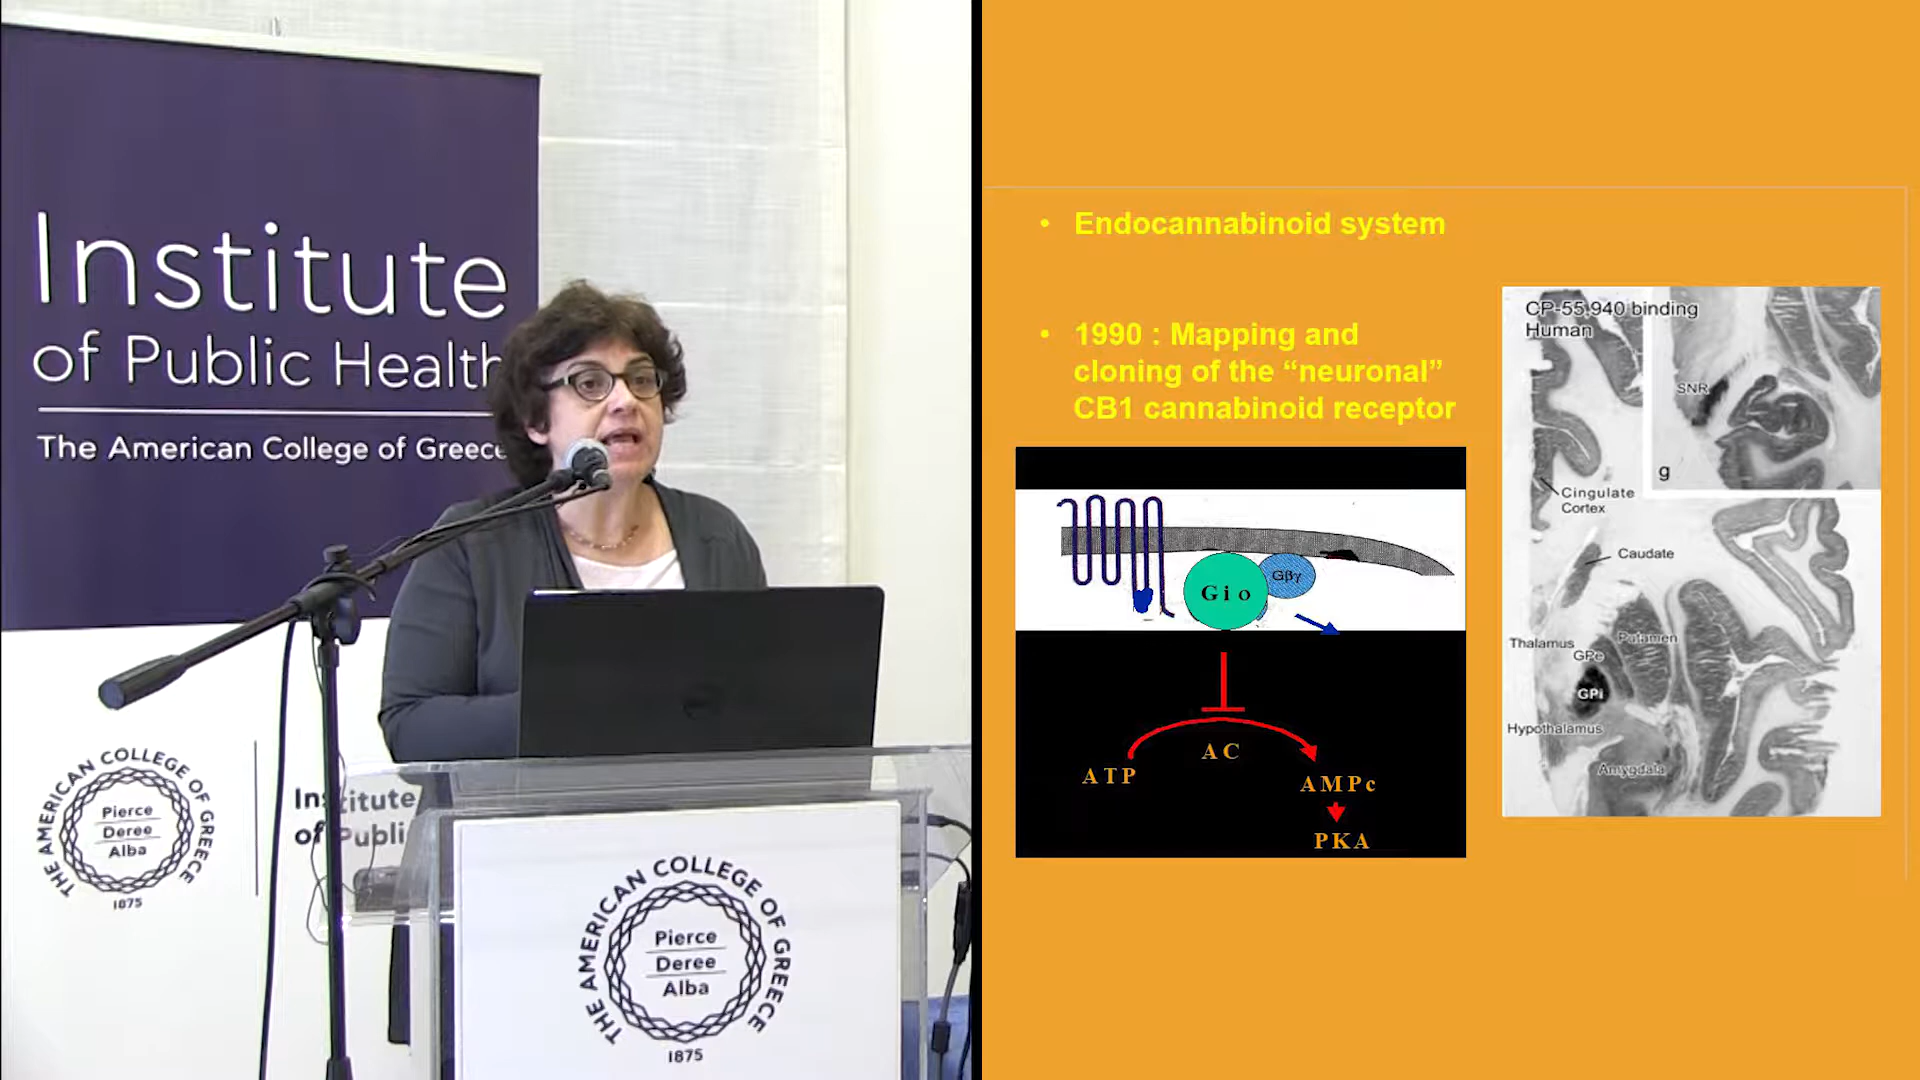 Institute
of Public Health
The American College of Greece
THE AMERICAN COLLEGE OF GREECE
Pierce
Deree
Alba
1875
Institute
of Publi
THE AMERICAN COLLEGE OF GREECE
Pierce
Deree
Alba
1875
• Endocannabinoid system
• 1990 : Mapping and
cloning of the “neuronal”
CB1 cannabinoid receptor
Gio
Gβγ
ATP
AC
AMPc
PKA
CP-55,940 binding
Human
SNR
g
Cingulate
Cortex
Caudate
Thalamus
Putamen
GPe
GPi
Hypothalamus
Amygdala